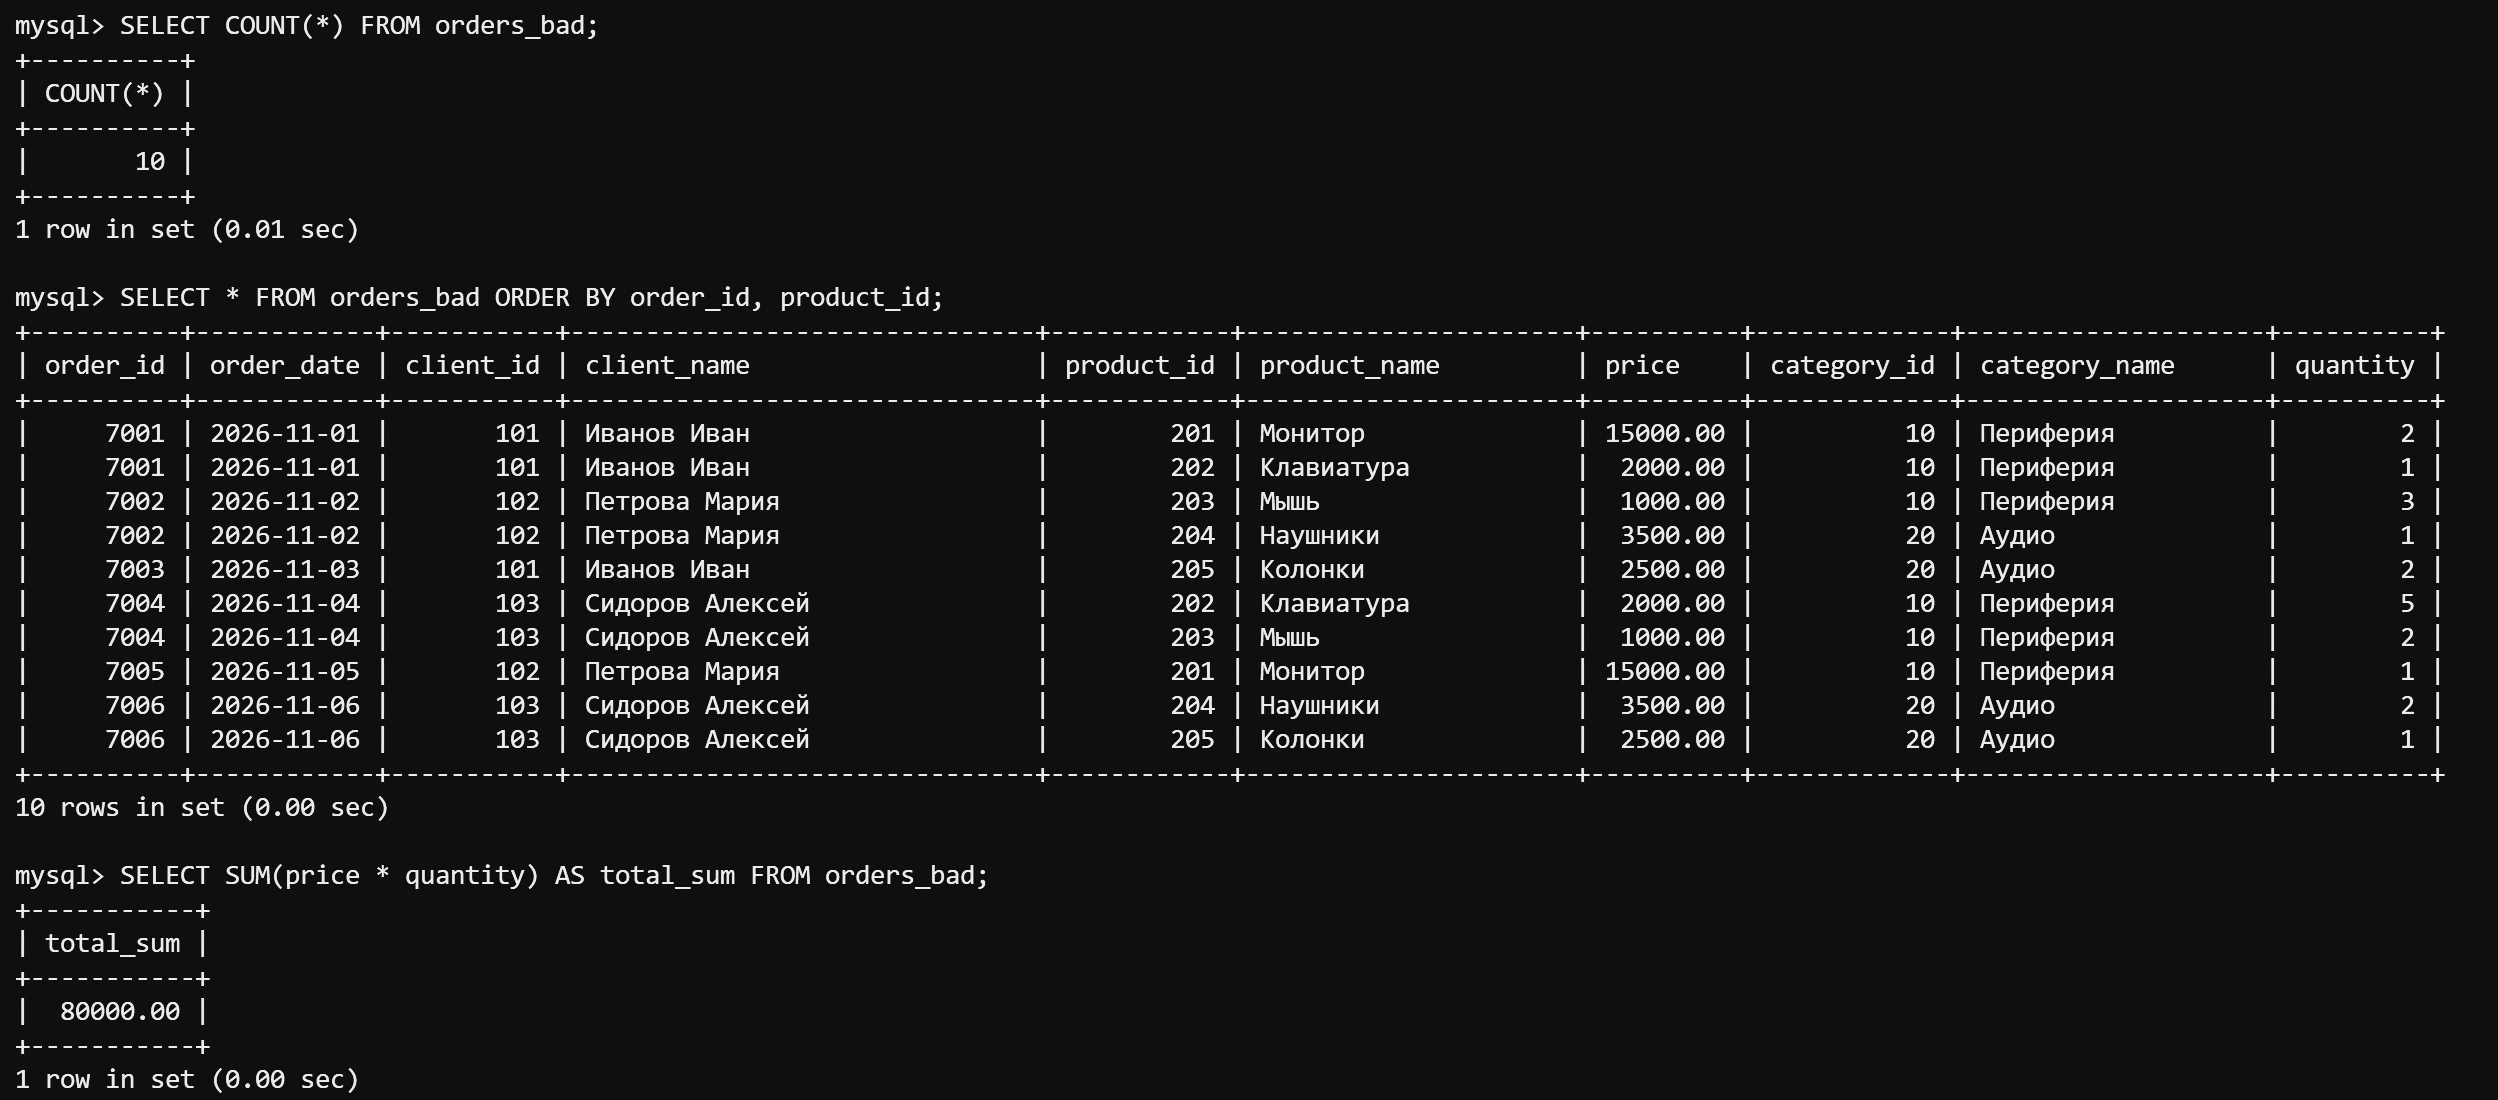 mysql> SELECT COUNT(*) FROM orders_bad;
+----------+
| COUNT(*) |
+----------+
|       10 |
+----------+
1 row in set (0.01 sec)

mysql> SELECT * FROM orders_bad ORDER BY order_id, product_id;
+----------+------------+-----------+-------------------------------+------------+----------------------+----------+-------------+--------------------+----------+
| order_id | order_date | client_id | client_name                   | product_id | product_name         | price    | category_id | category_name      | quantity |
+----------+------------+-----------+-------------------------------+------------+----------------------+----------+-------------+--------------------+----------+
|     7001 | 2026-11-01 |       101 | Иванов Иван                   |        201 | Монитор              | 15000.00 |          10 | Периферия          |        2 |
|     7001 | 2026-11-01 |       101 | Иванов Иван                   |        202 | Клавиатура           |  2000.00 |          10 | Периферия          |        1 |
|     7002 | 2026-11-02 |       102 | Петрова Мария                 |        203 | Мышь                 |  1000.00 |          10 | Периферия          |        3 |
|     7002 | 2026-11-02 |       102 | Петрова Мария                 |        204 | Наушники             |  3500.00 |          20 | Аудио              |        1 |
|     7003 | 2026-11-03 |       101 | Иванов Иван                   |        205 | Колонки              |  2500.00 |          20 | Аудио              |        2 |
|     7004 | 2026-11-04 |       103 | Сидоров Алексей               |        202 | Клавиатура           |  2000.00 |          10 | Периферия          |        5 |
|     7004 | 2026-11-04 |       103 | Сидоров Алексей               |        203 | Мышь                 |  1000.00 |          10 | Периферия          |        2 |
|     7005 | 2026-11-05 |       102 | Петрова Мария                 |        201 | Монитор              | 15000.00 |          10 | Периферия          |        1 |
|     7006 | 2026-11-06 |       103 | Сидоров Алексей               |        204 | Наушники             |  3500.00 |          20 | Аудио              |        2 |
|     7006 | 2026-11-06 |       103 | Сидоров Алексей               |        205 | Колонки              |  2500.00 |          20 | Аудио              |        1 |
+----------+------------+-----------+-------------------------------+------------+----------------------+----------+-------------+--------------------+----------+
10 rows in set (0.00 sec)

mysql> SELECT SUM(price * quantity) AS total_sum FROM orders_bad;
+-----------+
| total_sum |
+-----------+
|  80000.00 |
+-----------+
1 row in set (0.00 sec)